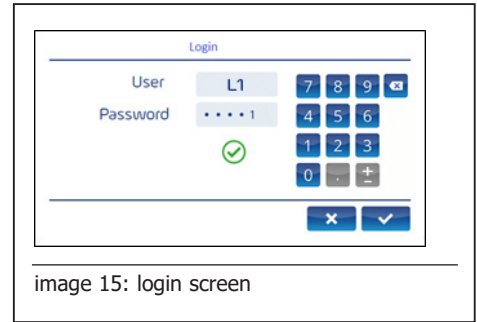 Login
User L1 7 8 9
Password • • • • 1 4 5 6
1 2 3
0 . ±
image 15: login screen